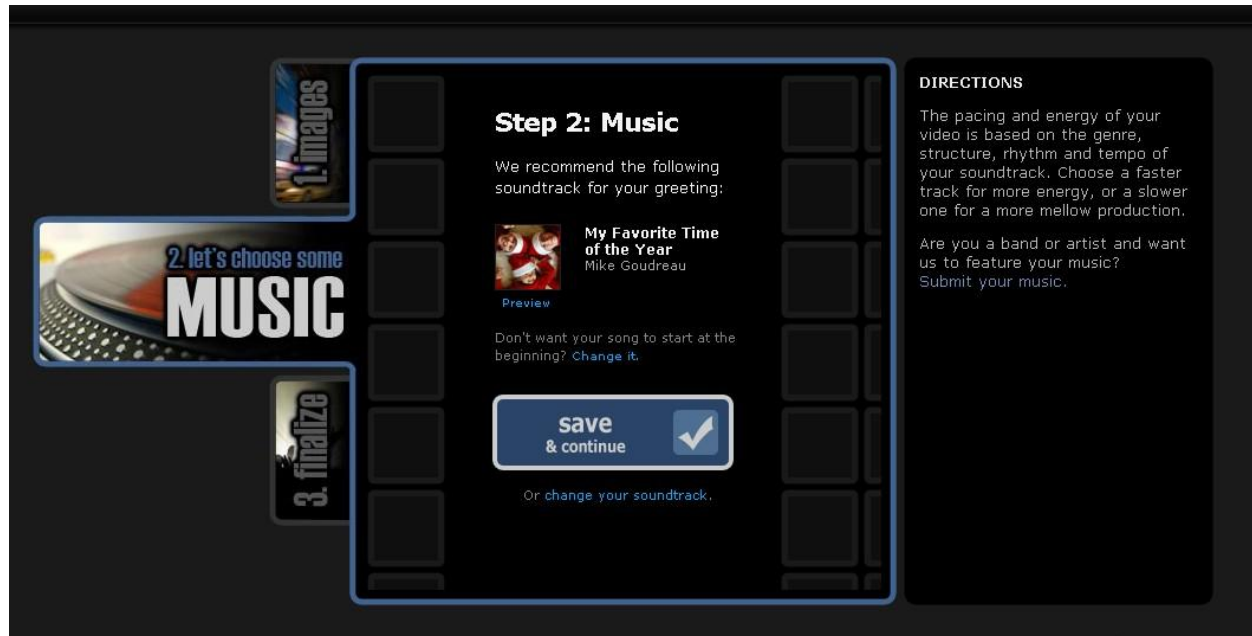 1. images
2. let's choose some
MUSIC
3. finalize
Step 2: Music
We recommend the following
soundtrack for your greeting:
My Favorite Time
of the Year
Mike Goudreau
Preview
Don't want your song to start at the
beginning? Change it.
save
& continue
Or change your soundtrack.
DIRECTIONS
The pacing and energy of your
video is based on the genre,
structure, rhythm and tempo of
your soundtrack. Choose a faster
track for more energy, or a slower
one for a more mellow production.
Are you a band or artist and want
us to feature your music?
Submit your music.